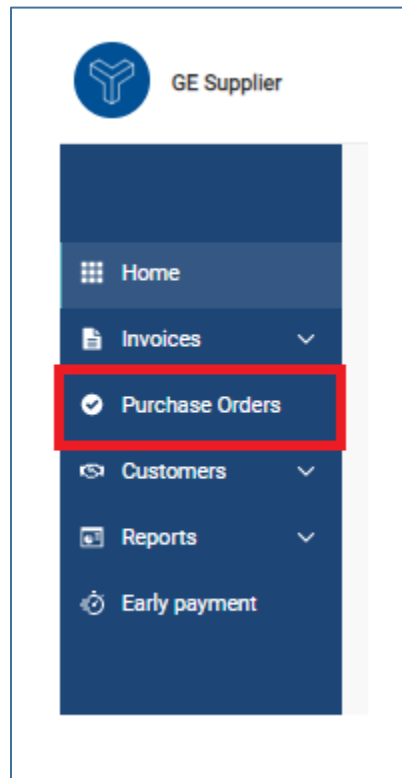 GE Supplier
Home
Invoices
Purchase Orders
Customers
Reports
Early payment